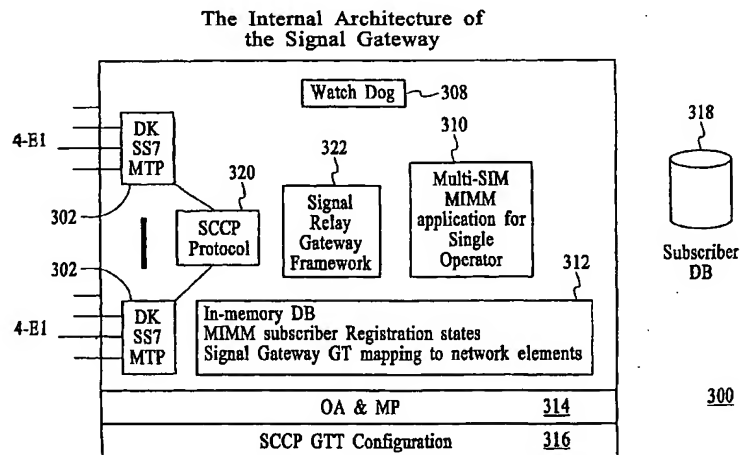 The Internal Architecture of
the Signal Gateway
Watch Dog
308
4-E1
DK
SS7
MTP
302
320
SCCP
Protocol
322
Signal
Relay
Gateway
Framework
310
Multi-SIM
MIMM
application for
Single
Operator
318
Subscriber
DB
302
4-E1
DK
SS7
MTP
312
In-memory DB
MIMM subscriber Registration states
Signal Gateway GT mapping to network elements
OA & MP 314
SCCP GTT Configuration 316
300